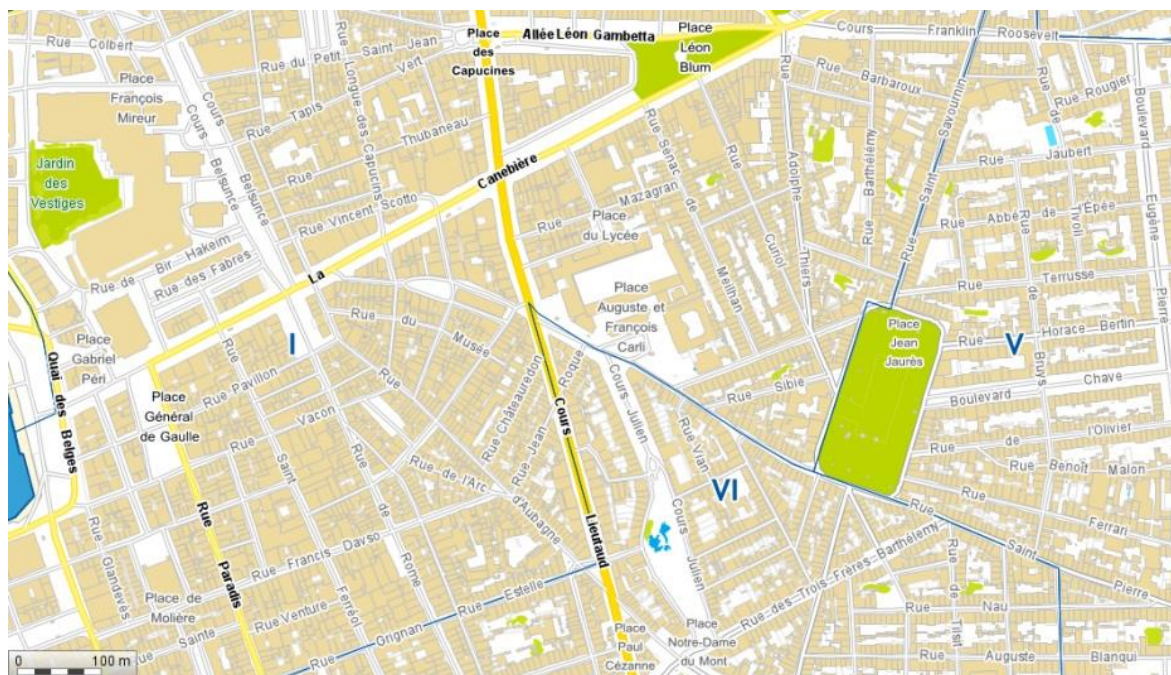 Rue Colbert
Place
François
Mireur
Jardin
des
Vestiges
Cours
Belsunce
Cours
Belsunce
Rue du Petit Saint Jean
Rue Longue des Capucins
Rue Tapis Vert
Rue Thubaneau
Rue Vincent Scotto
Rue de Bir Hakeim
Rue des Fabres
La Canebière
Place
des
Capucines
Allée Léon Gambetta
Place
Léon
Blum
Cours Franklin Roosevelt
Rue Barbaroux
Rue Barthélémy
Rue Saint Savournin
Rue Adolphe Thiers
Rue Curiol
Rue Sénac de Meilhan
Rue Mazagran
Place
du Lycée
Place
Auguste et
François
Carli
Rue de
Rue Rougier
Rue Jaubert
Boulevard Eugène Pierre
Rue Abbé de l'Épée
Rue de Tivoli
Rue de Bruys
Rue Terrusse
Rue Horace Bertin
Boulevard Chave
Rue de l'Olivier
Rue Benoît Malon
Rue Ferrari
Rue Saint Pierre
Place
Jean
Jaurès
V
I
VI
Place
Gabriel
Péri
Quai des Belges
Place
Général
de Gaulle
Rue Pavillon
Rue Vacon
Rue Saint Ferréol
Rue de Rome
Rue Paradis
Rue du Musée
Rue Châteauredon
Rue Jean Roque
Rue de l'Arc
Rue d'Aubagne
Cours Lieutaud
Cours Julien
Cours Julien
Rue Vian
Rue Sibié
Rue des Trois Frères Barthélémy
Rue Francis Davso
Rue Glandevès
Place de
Molière
Rue Sainte
Rue Venture
Rue Grignan
Rue Estelle
Place
Paul
Cézanne
Place
Notre-Dame
du Mont
Rue de Tilsit
Rue Nau
Rue Auguste Blanqui
0 100 m